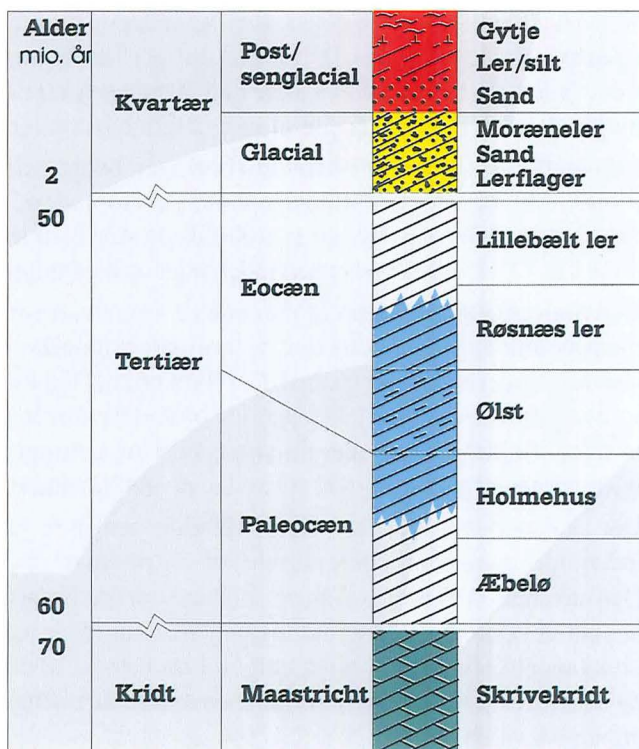 Alder
mio. år
Kvartær
Post/
senglacial
Gytje
Ler/silt
Sand
Glacial
Moræneler
Sand
Lerflager
2
50
Tertiær
Eocæn
Lillebælt ler
Røsnæs ler
Ølst
Paleocæn
Holmehus
Æbelø
60
70
Kridt
Maastricht
Skrivekridt